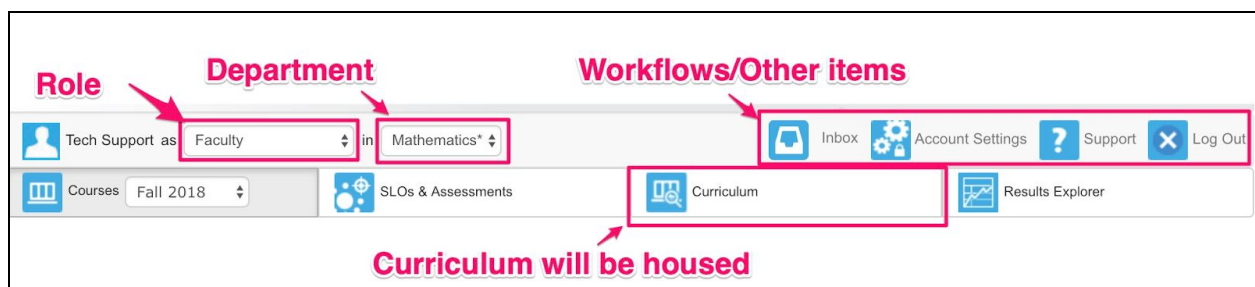 Role
Department
Workflows/Other items
Tech Support as Faculty in Mathematics*
Inbox Account Settings ? Support Log Out
Courses Fall 2018 SLOs & Assessments Curriculum Results Explorer
Curriculum will be housed